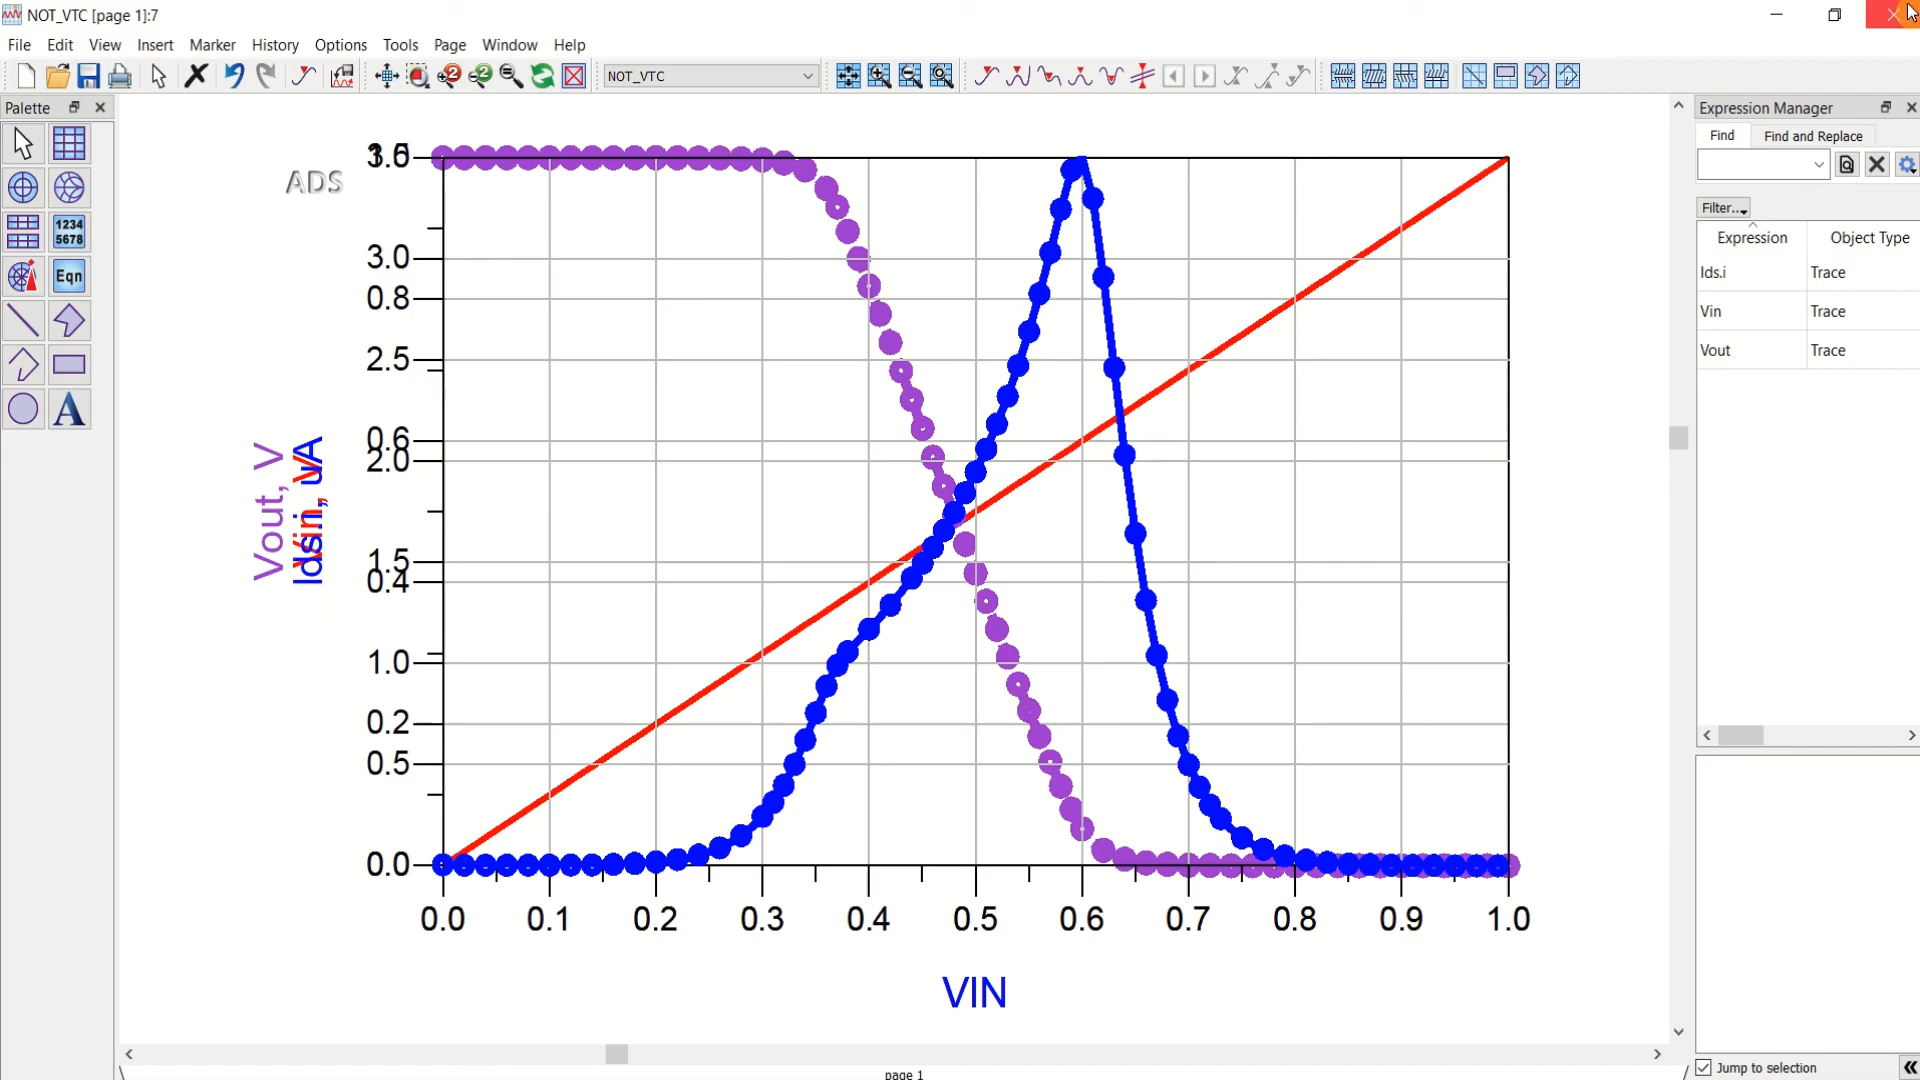 NOT_VTC [page 1]:7
File Edit View Insert Marker History Options Tools Page Window Help
NOT_VTC
Palette
1234
5678
Eqn
A
ADS
3.0
0.8
2.5
0.6
2.0
1.5
0.4
1.0
0.2
0.5
0.0
Vout, V
Vin, V
Ids.i, uA
0.0 0.1 0.2 0.3 0.4 0.5 0.6 0.7 0.8 0.9 1.0
VIN
page 1
Expression Manager
Find Find and Replace
Filter...
Expression Object Type
Ids.i Trace
Vin Trace
Vout Trace
Jump to selection